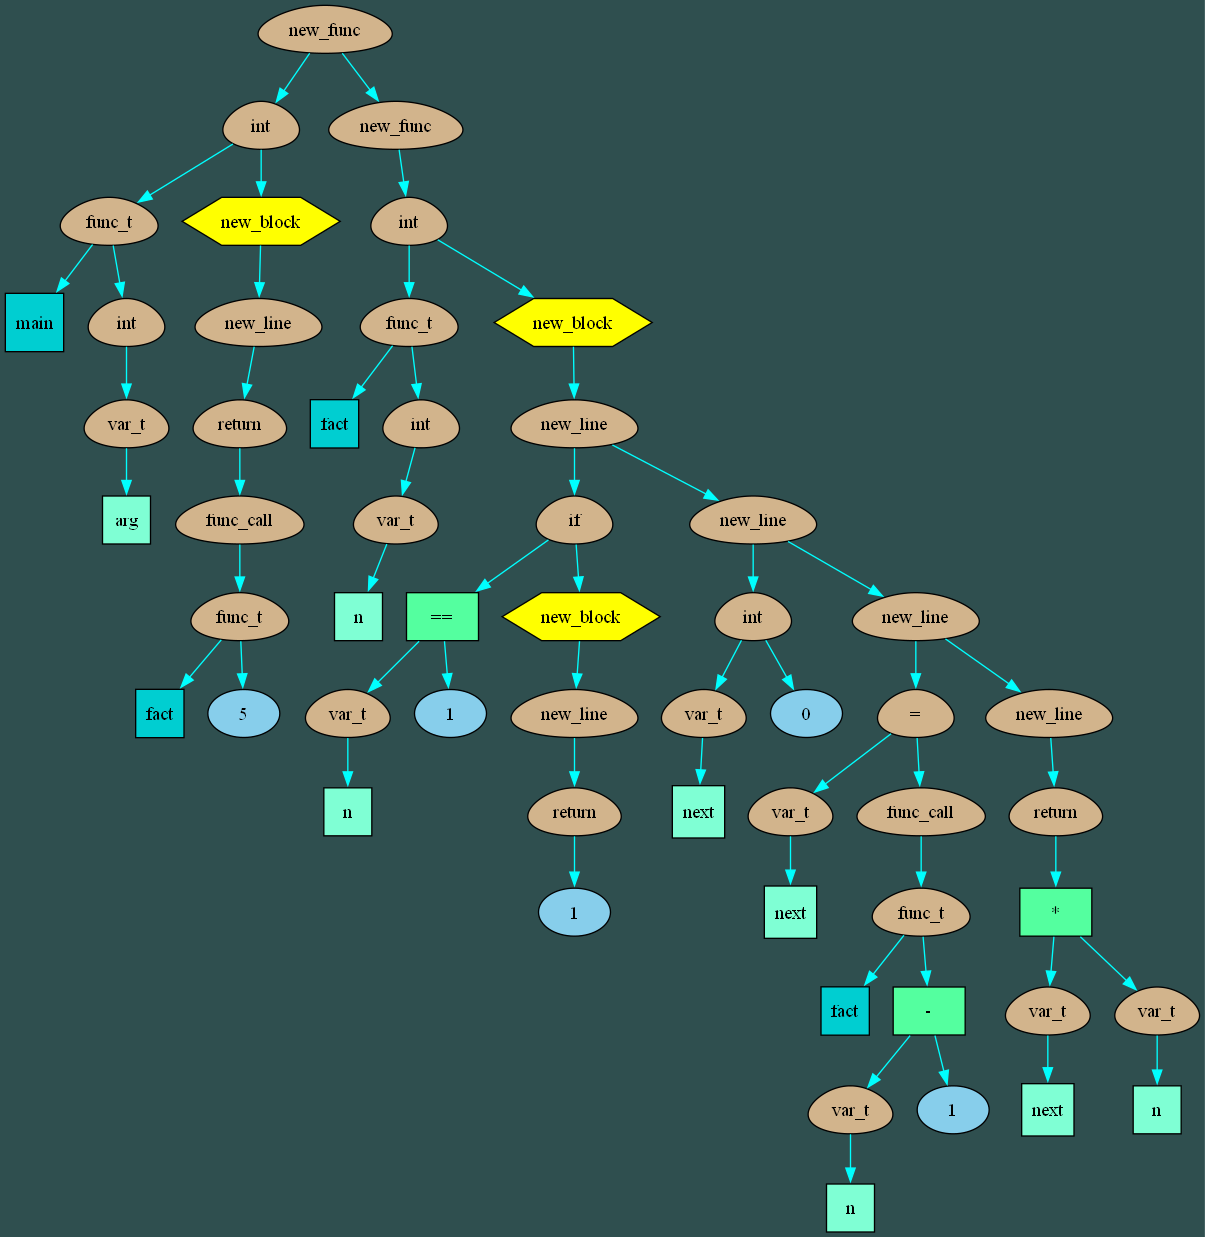 new_func
int new_func
func_t new_block int
main int new_line func_t new_block
var_t return fact int new_line
arg func_call var_t if new_line
func_t n == new_block int new_line
fact 5 var_t 1 new_line var_t 0 = new_line
n return next var_t func_call return
1 next func_t *
fact - var_t var_t
var_t 1 next n
n